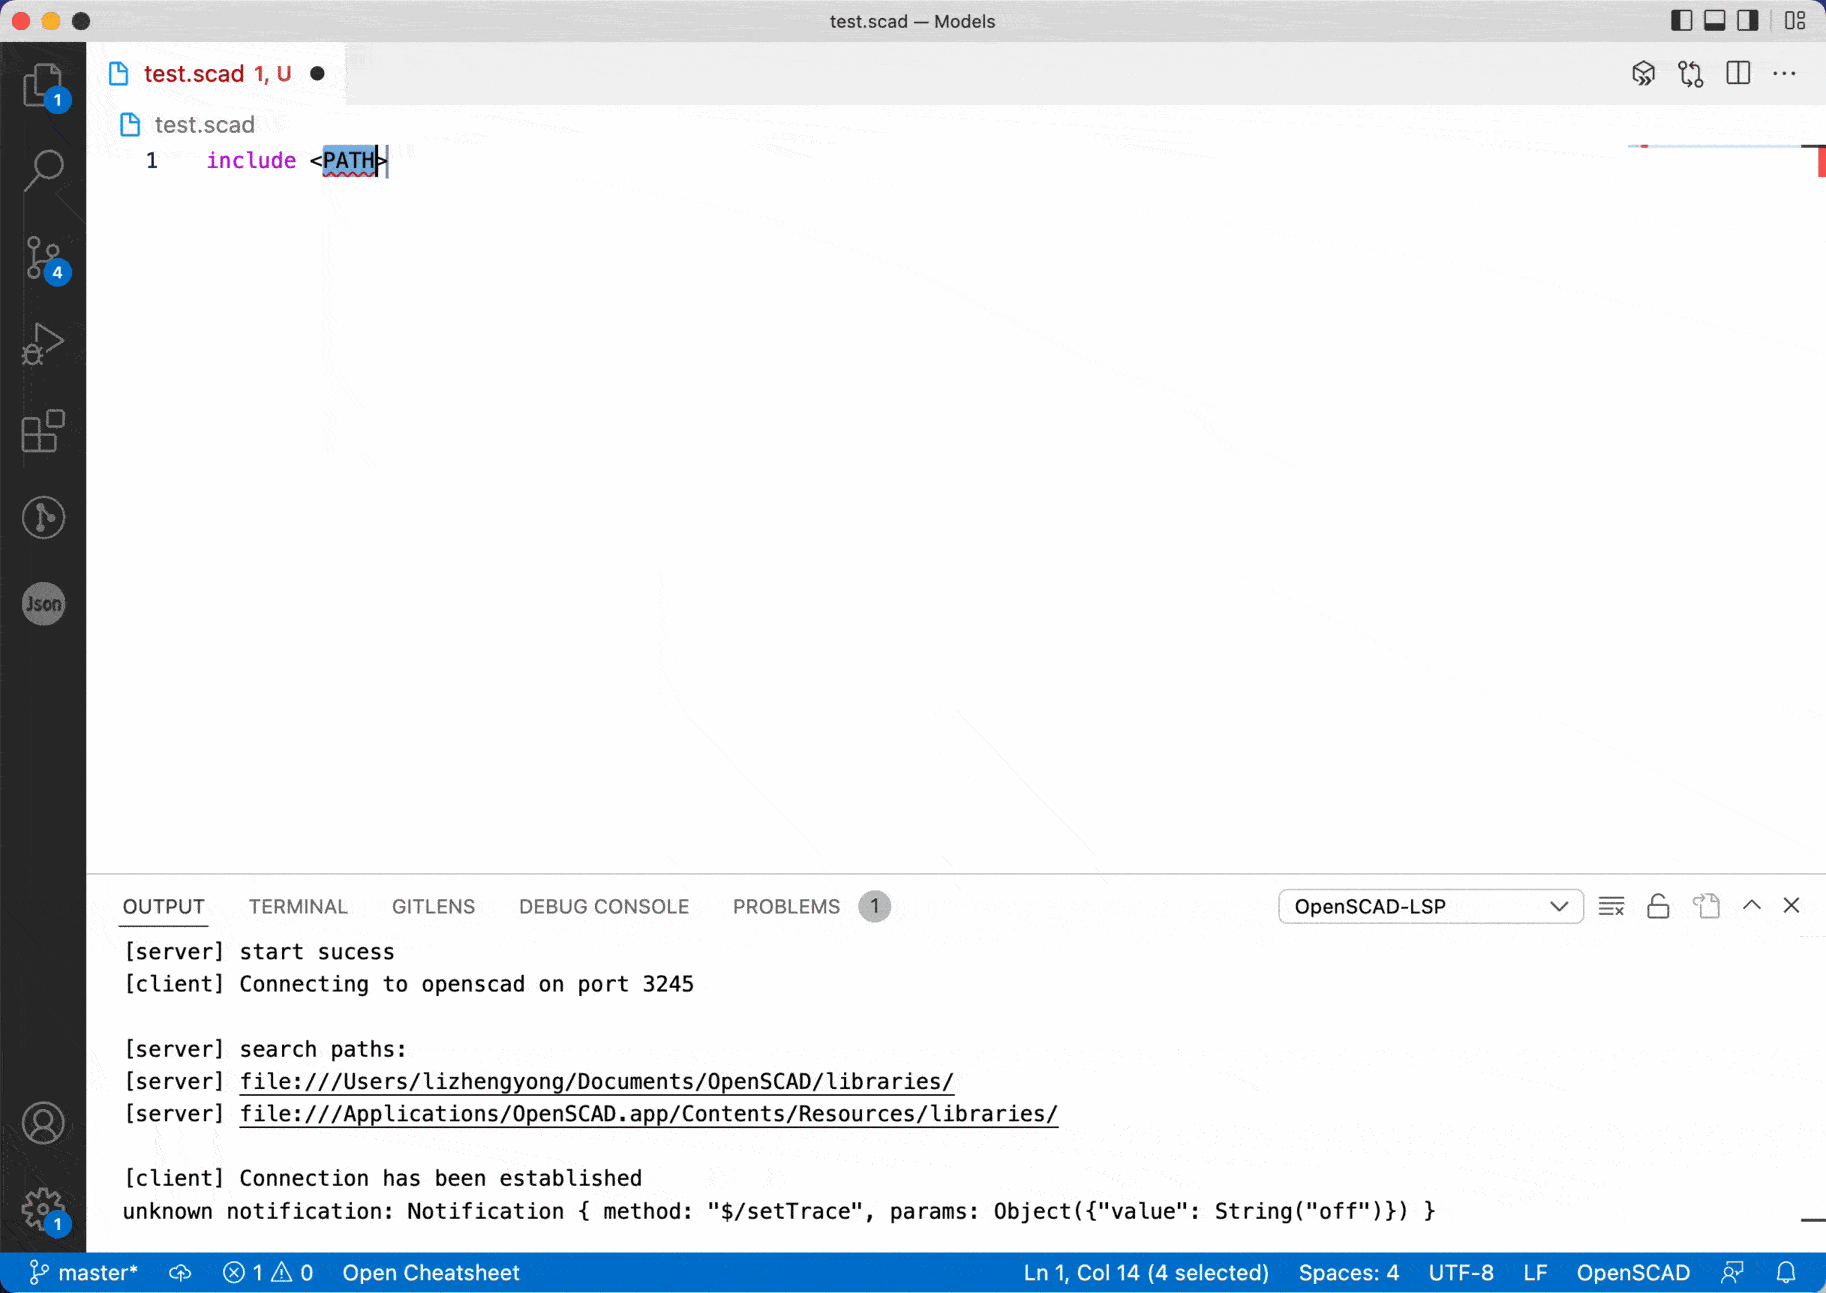 test.scad — Models
test.scad 1, U
test.scad
1 include <PATH>
1
4
Json
1
OUTPUT TERMINAL GITLENS DEBUG CONSOLE PROBLEMS 1 OpenSCAD-LSP
[server] start sucess
[client] Connecting to openscad on port 3245
[server] search paths:
[server] file:///Users/lizhengyong/Documents/OpenSCAD/libraries/
[server] file:///Applications/OpenSCAD.app/Contents/Resources/libraries/
[client] Connection has been established
unknown notification: Notification { method: "$/setTrace", params: Object({"value": String("off")}) }
master* 1 0 Open Cheatsheet Ln 1, Col 14 (4 selected) Spaces: 4 UTF-8 LF OpenSCAD